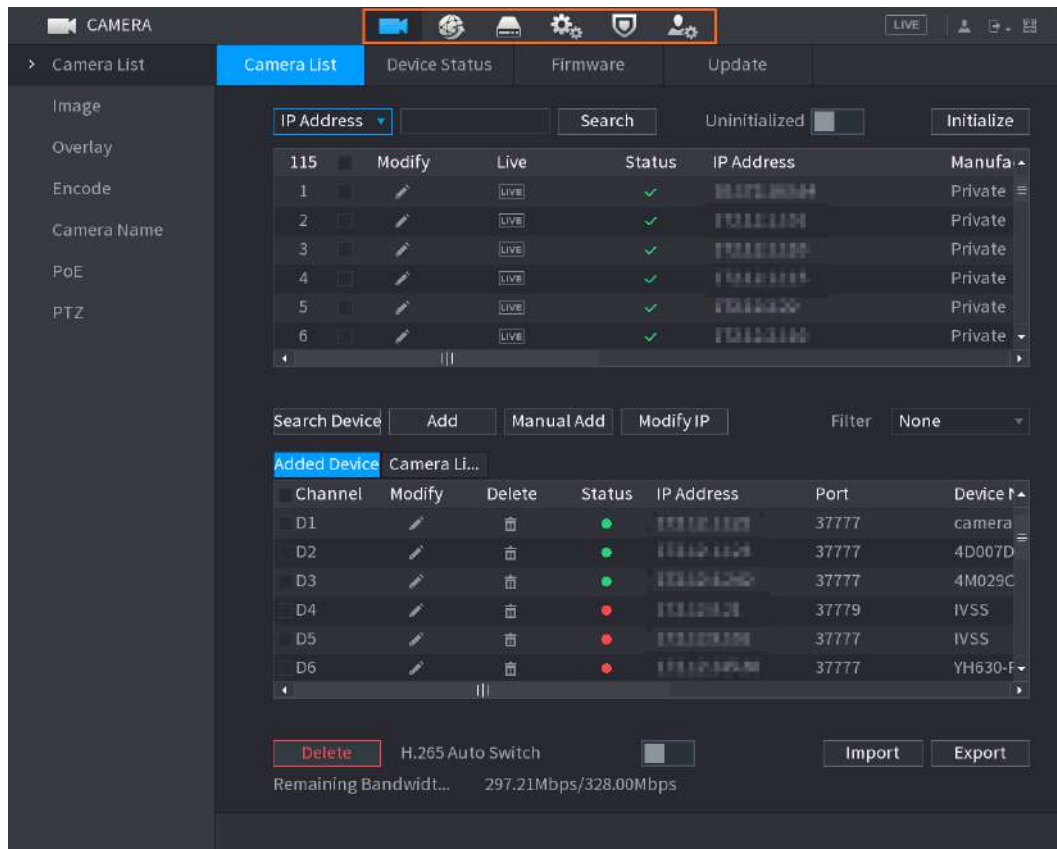 CAMERA LIVE
Camera List
Image
Overlay
Encode
Camera Name
PoE
PTZ
Camera List Device Status Firmware Update
IP Address Search Uninitialized Initialize
115 Modify Live Status IP Address Manufa
1 LIVE Private
2 LIVE Private
3 LIVE Private
4 LIVE Private
5 LIVE Private
6 LIVE Private
Search Device Add Manual Add Modify IP Filter None
Added Device Camera Li...
Channel Modify Delete Status IP Address Port Device N
D1 37777 camera
D2 37777 4D007D
D3 37777 4M029C
D4 37779 IVSS
D5 37777 IVSS
D6 37777 YH630-F
Delete H.265 Auto Switch Import Export
Remaining Bandwidt... 297.21Mbps/328.00Mbps